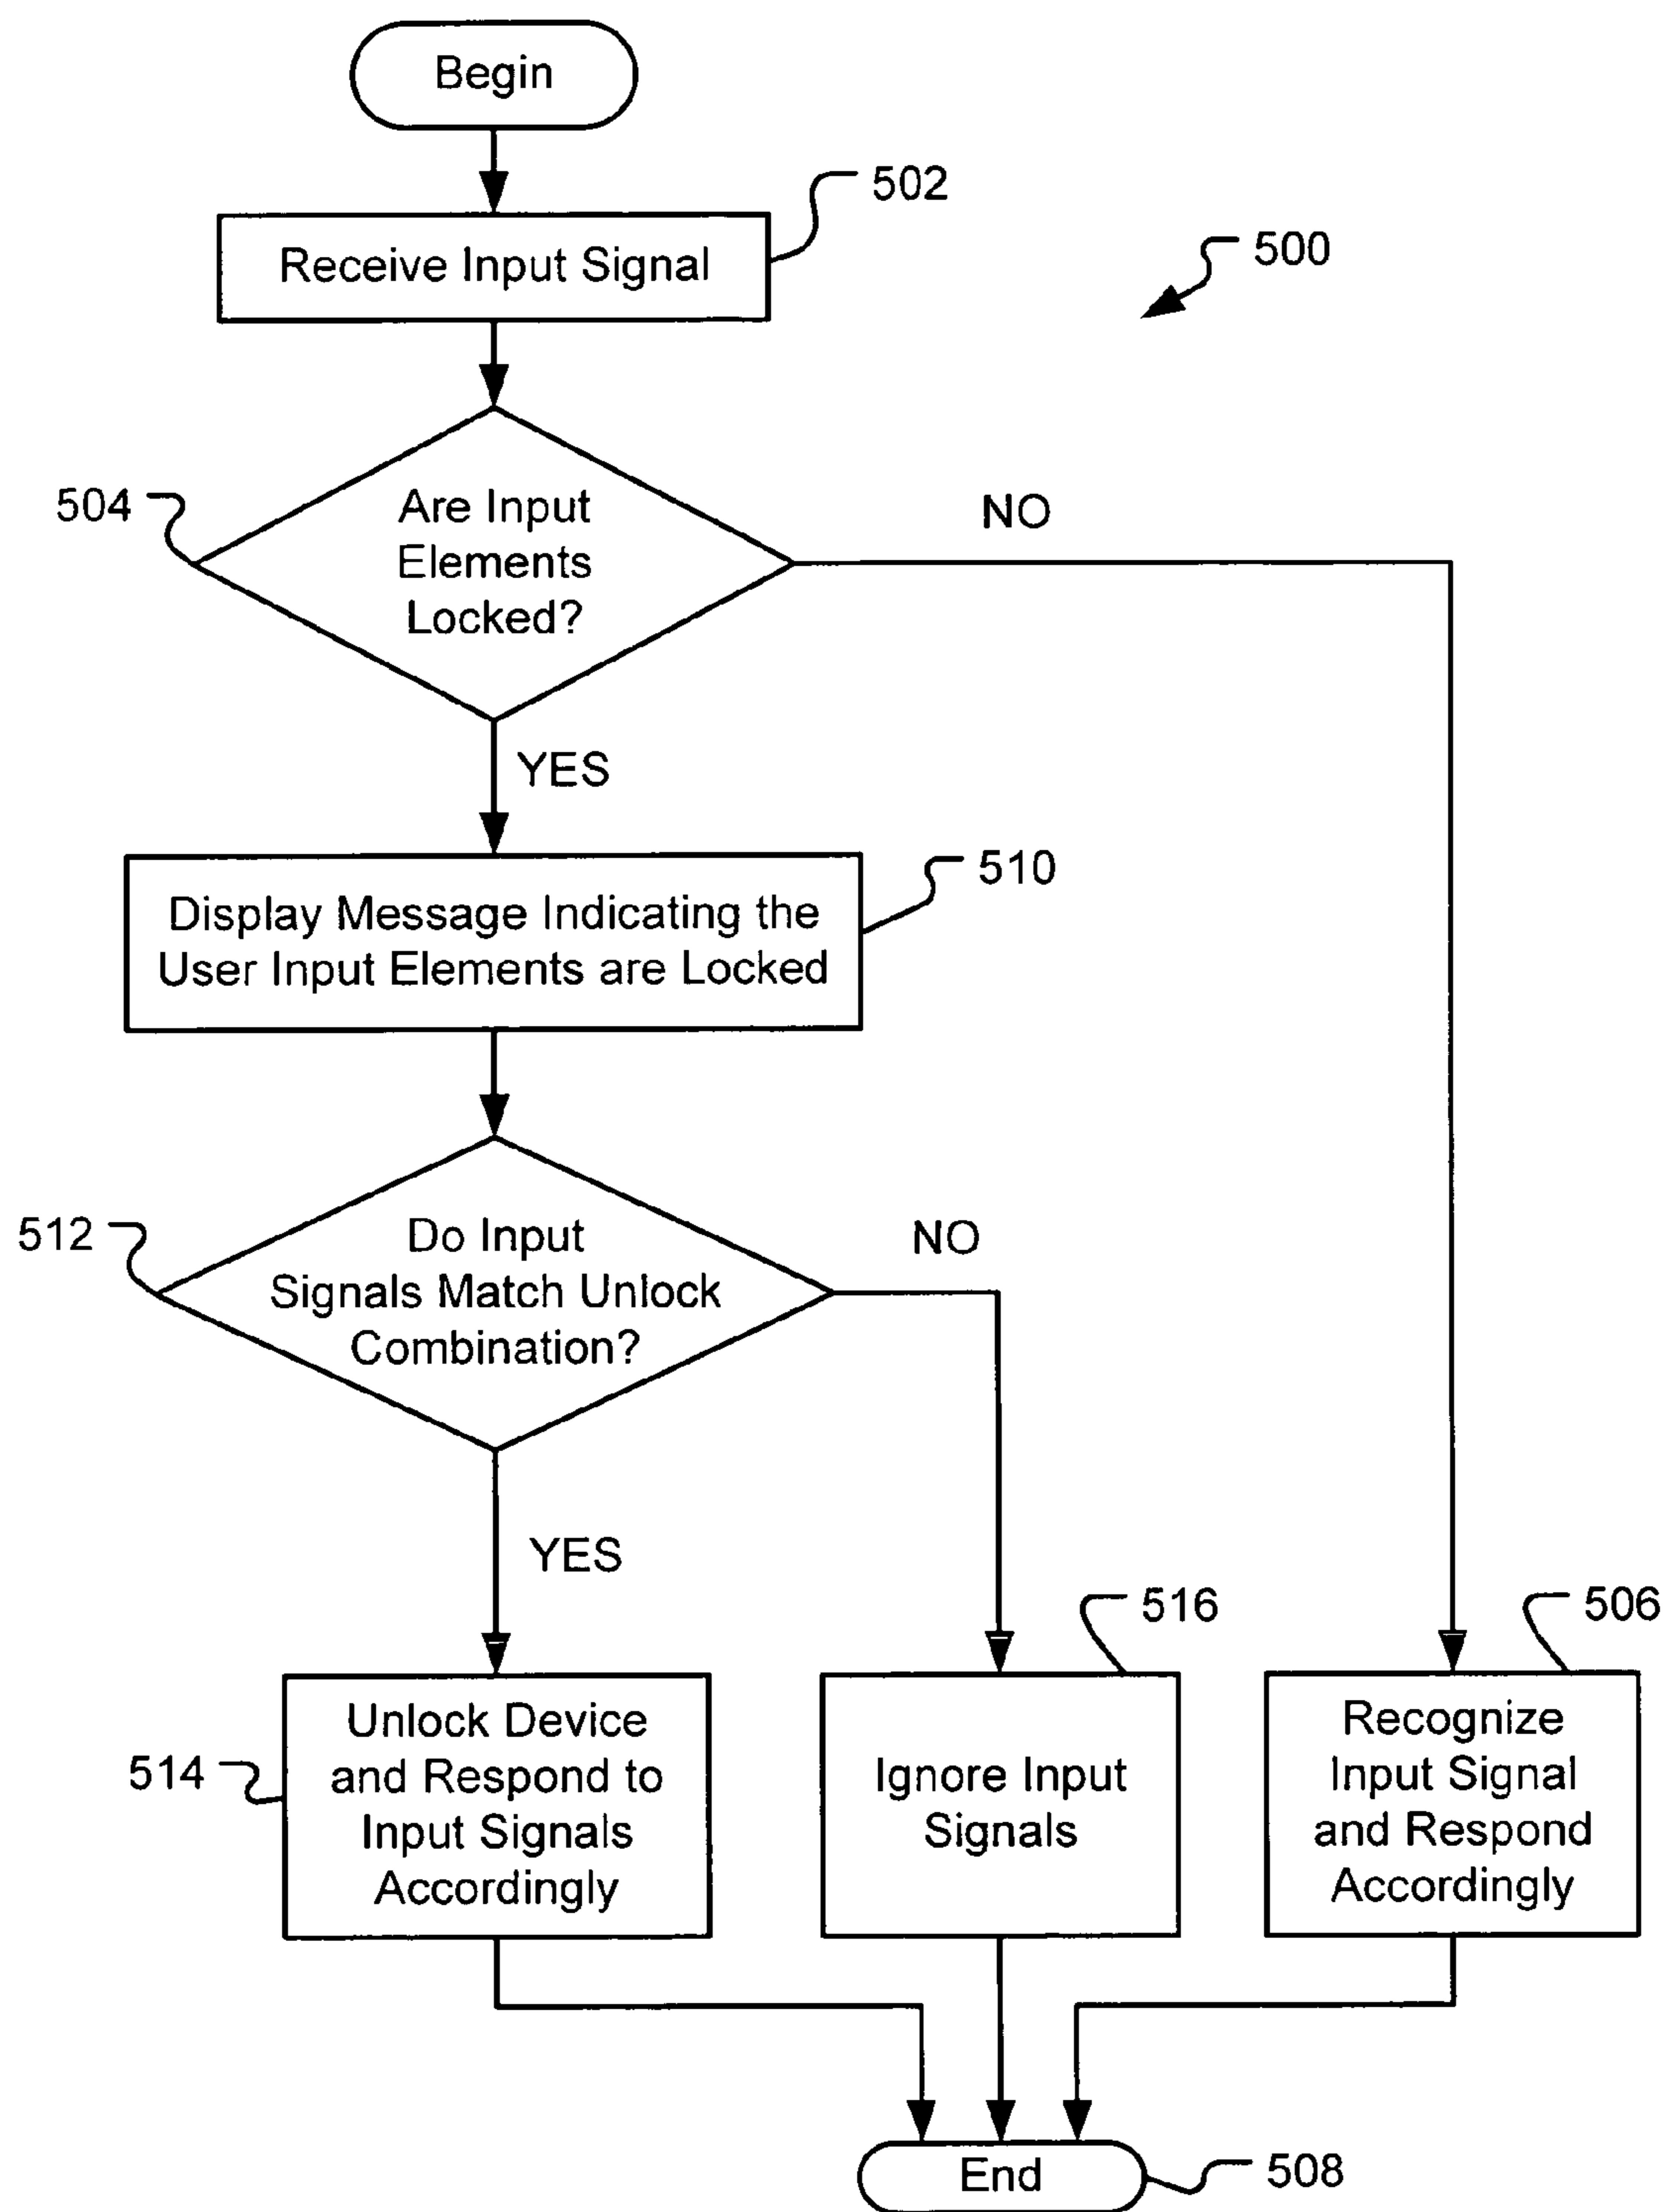 Begin
502
Receive Input Signal
500
504
Are Input
Elements
Locked?
NO
YES
510
Display Message Indicating the
User Input Elements are Locked
512
Do Input
Signals Match Unlock
Combination?
NO
YES
516
506
514
Unlock Device
and Respond to
Input Signals
Accordingly
Ignore Input
Signals
Recognize
Input Signal
and Respond
Accordingly
End
508